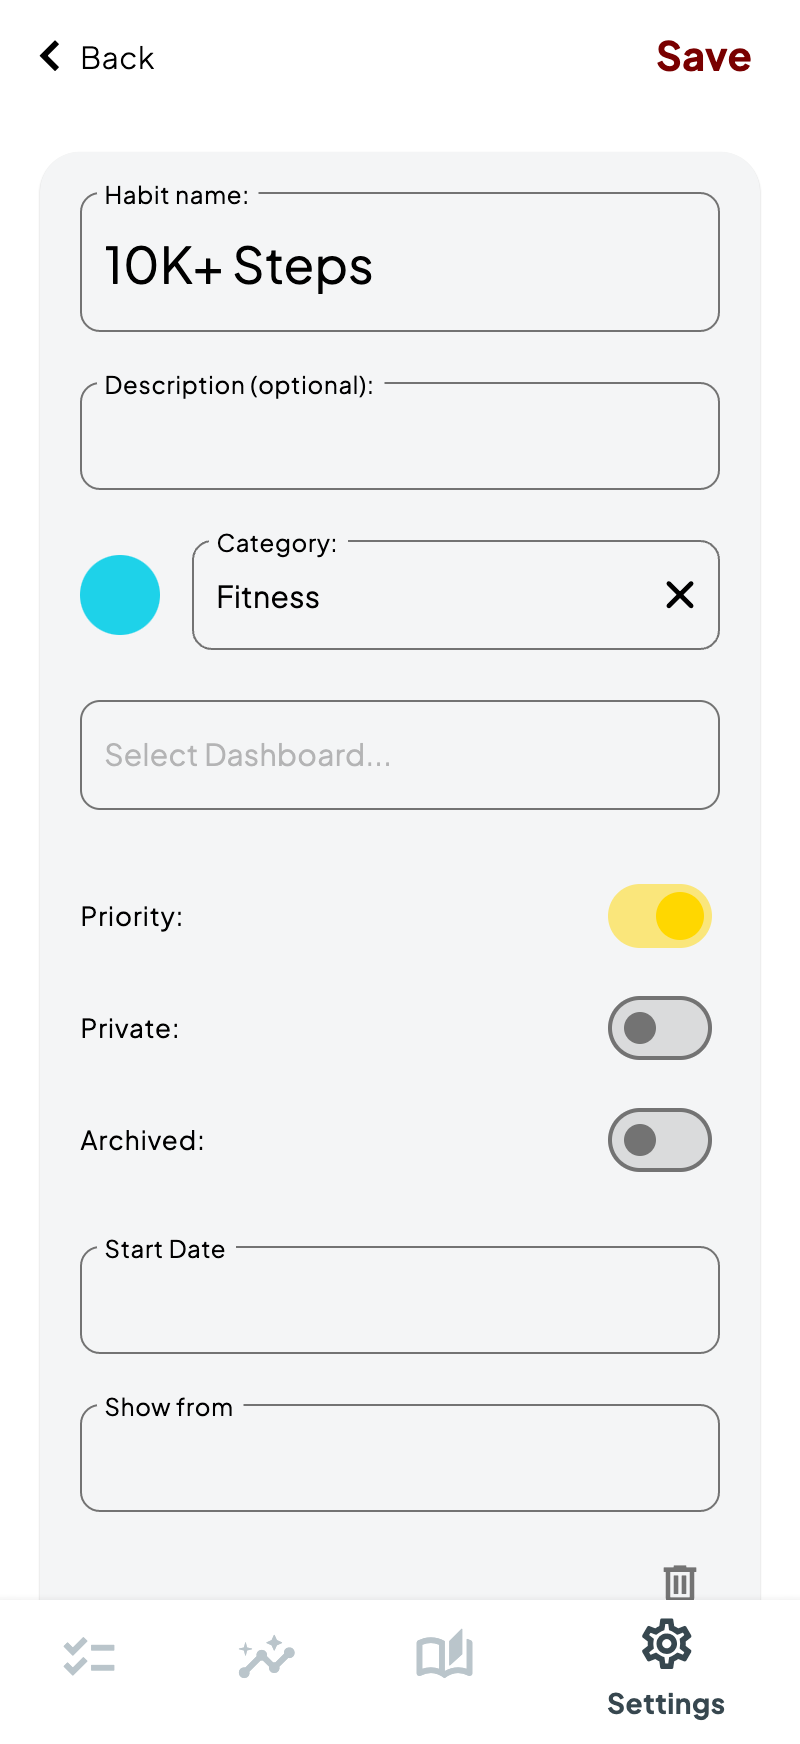 Back
Save
Habit name:
10K+ Steps
Description (optional):
Category:
Fitness
Select Dashboard...
Priority:
Private:
Archived:
Start Date
Show from
Settings